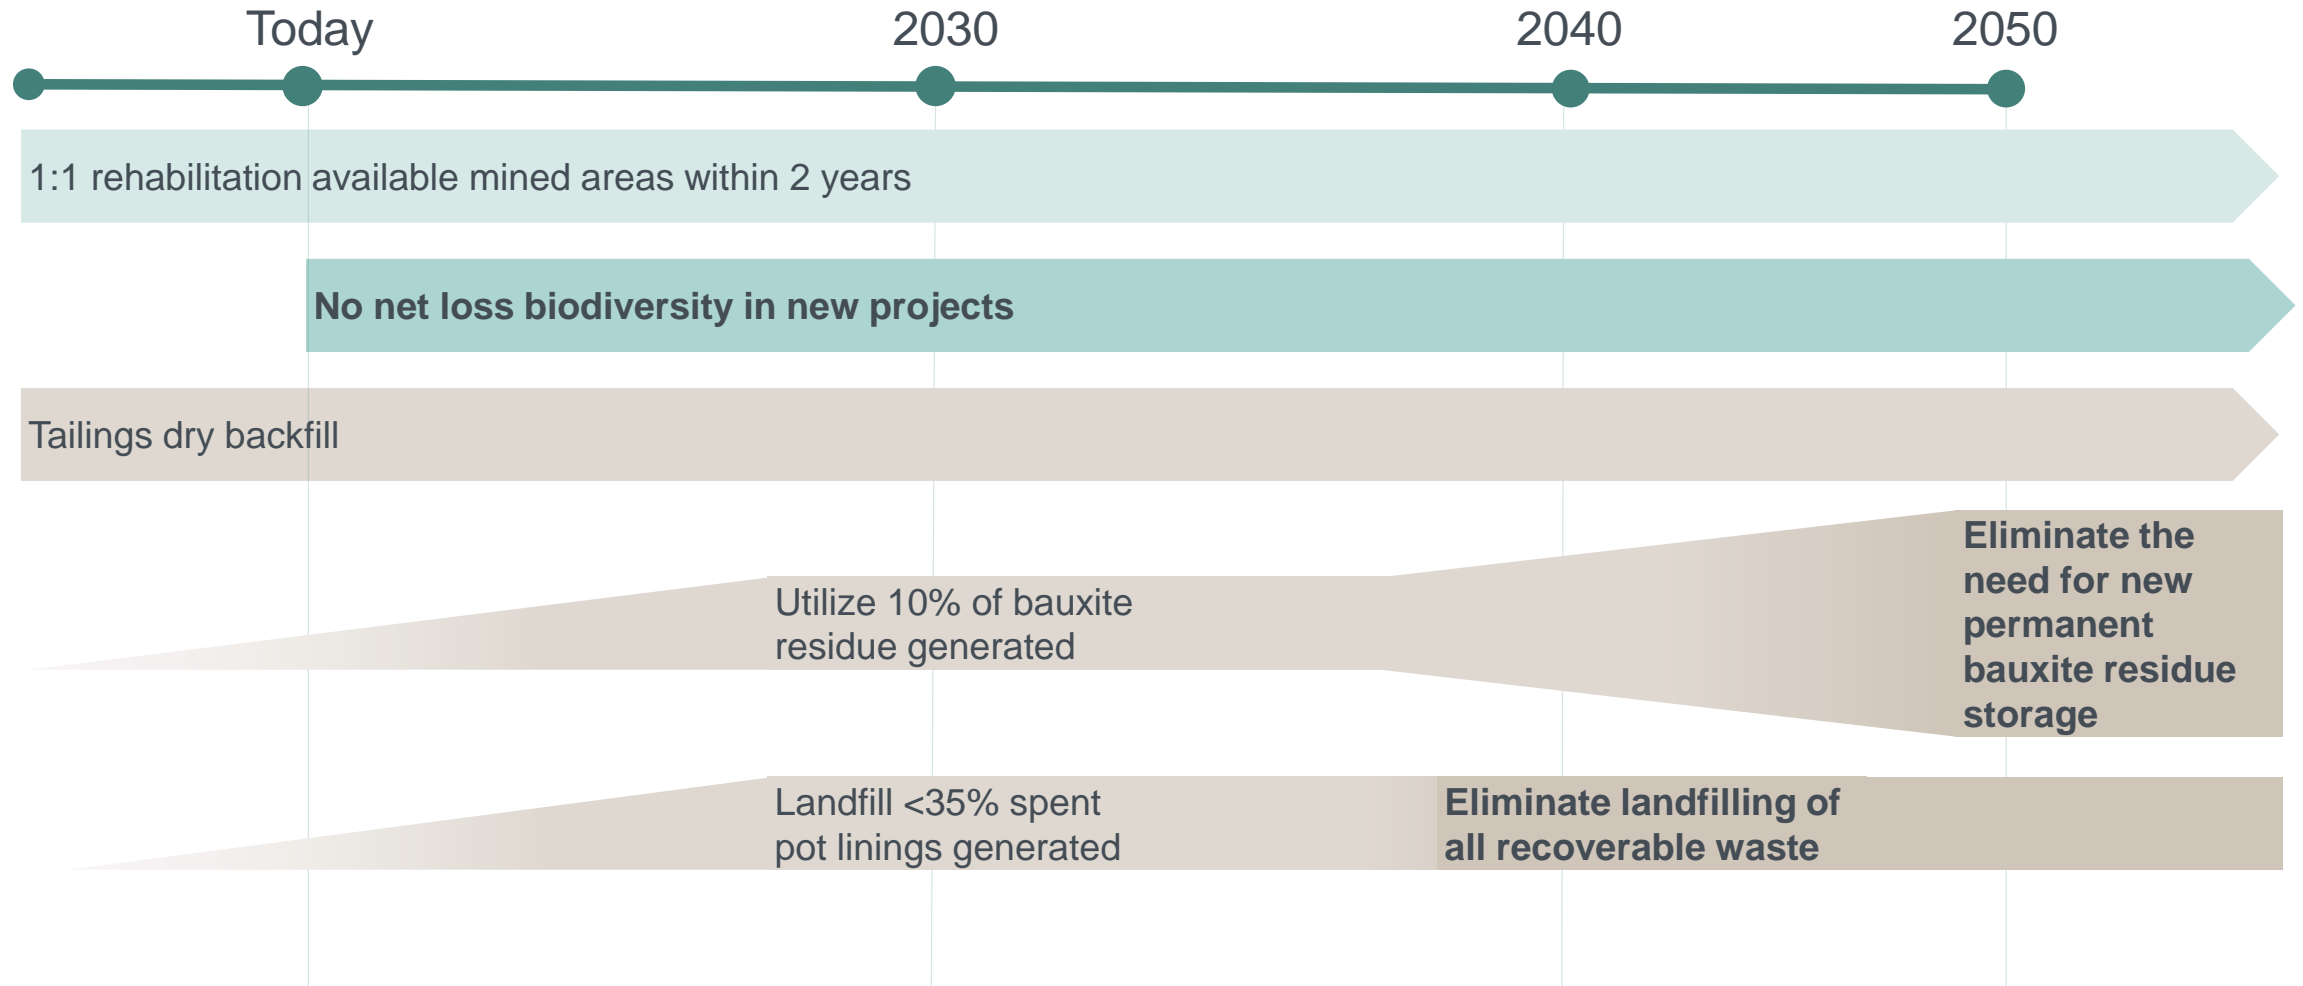 Today
2030
2040
2050
1:1 rehabilitation available mined areas within 2 years
No net loss biodiversity in new projects
Tailings dry backfill
Utilize 10% of bauxite
residue generated
Eliminate the
need for new
permanent
bauxite residue
storage
Landfill <35% spent
pot linings generated
Eliminate landfilling of
all recoverable waste